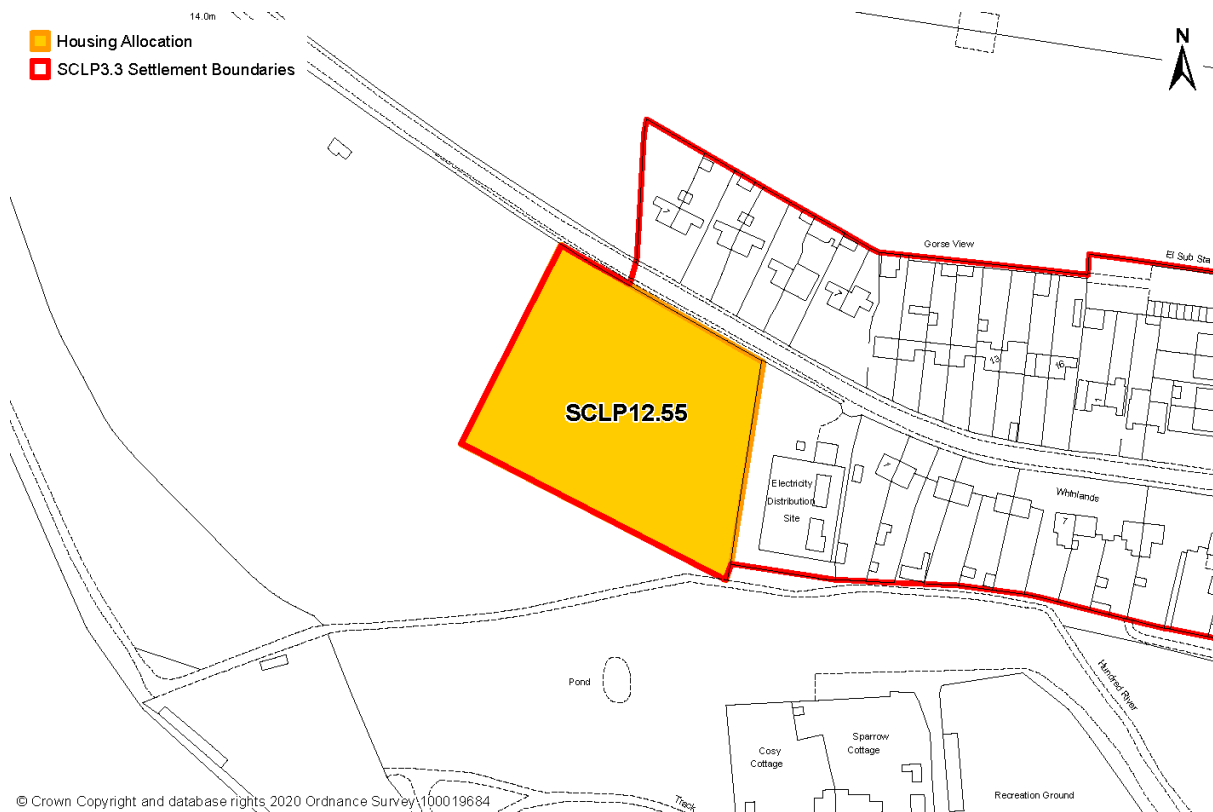 14.0m
Housing Allocation
SCLP3.3 Settlement Boundaries
N
7
Gorse View
El Sub Sta
13
16
SCLP12.55
Electricity
Distribution
Site
Whinlands
7
Hundred River
Pond
Cosy
Cottage
Sparrow
Cottage
Recreation Ground
Track
© Crown Copyright and database rights 2020 Ordnance Survey 100019684